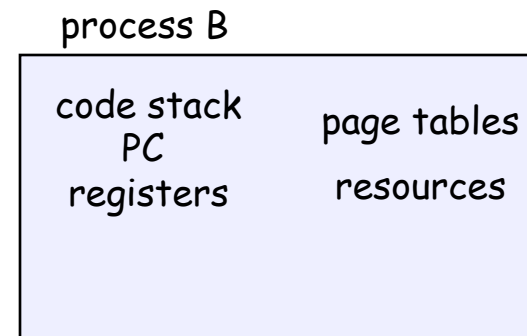 process B
code stack
PC
registers
page tables
resources